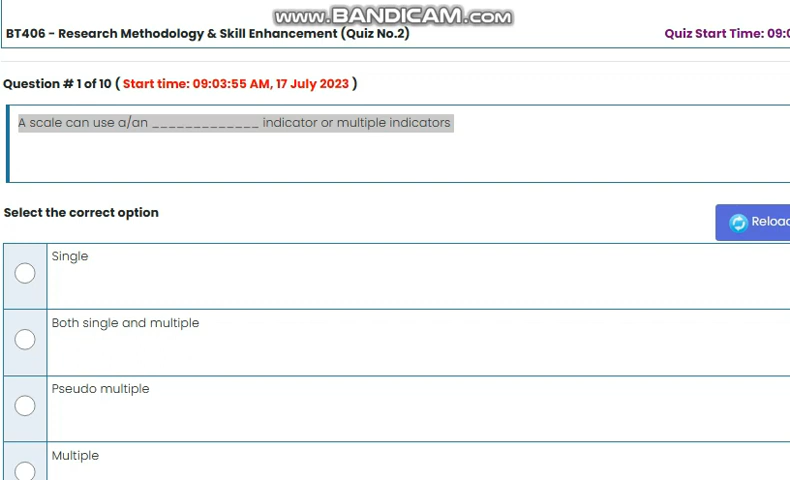 www.BANDICAM.com
BT406 - Research Methodology & Skill Enhancement (Quiz No.2)
Quiz Start Time: 09:0
Question # 1 of 10 ( Start time: 09:03:55 AM, 17 July 2023 )
A scale can use a/an _____________ indicator or multiple indicators
Select the correct option
Reload
Single
Both single and multiple
Pseudo multiple
Multiple